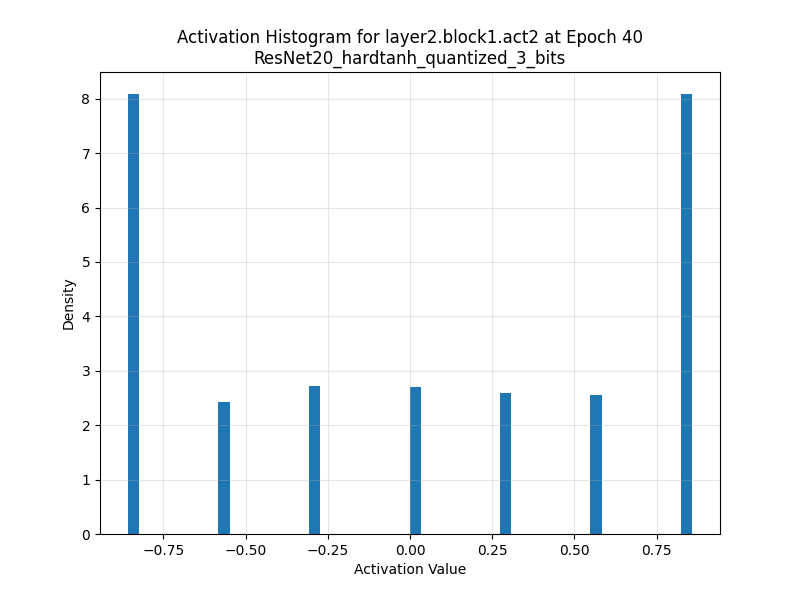 Activation Histogram for layer2.block1.act2 at Epoch 40
ResNet20_hardtanh_quantized_3_bits
8
7
6
5
4
3
2
1
0
Density
−0.75 −0.50 −0.25 0.00 0.25 0.50 0.75
Activation Value